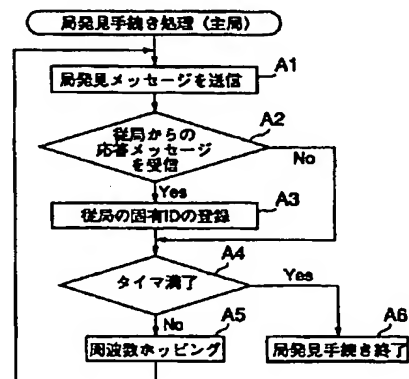 局発見手続き処理（主局）
局発見メッセージを送信
A1
従局からの
応答メッセージ
を受信
A2
No
Yes
従局の固有IDの登録
A3
タイマ満了
A4
Yes
No
周波数ホッピング
A5
局発見手続き終了
A6